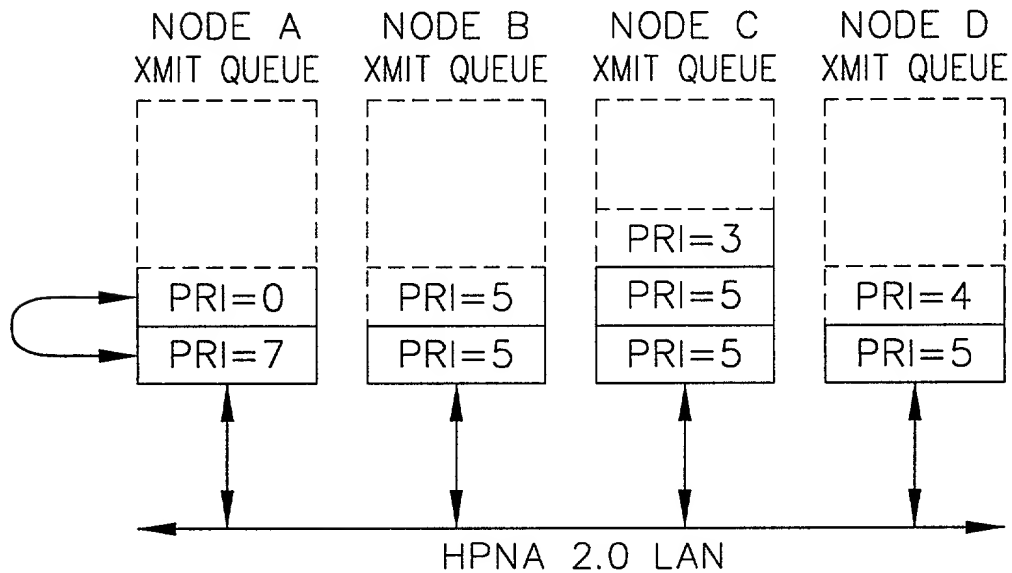 NODE A NODE B NODE C NODE D
XMIT QUEUE XMIT QUEUE XMIT QUEUE XMIT QUEUE
PRI=3
PRI=0 PRI=5 PRI=5 PRI=4
PRI=7 PRI=5 PRI=5 PRI=5
HPNA 2.0 LAN